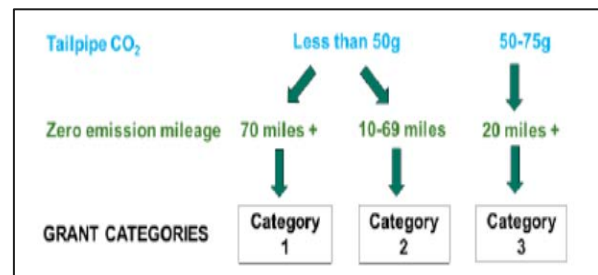 Tailpipe CO₂ Less than 50g 50-75g
Zero emission mileage 70 miles + 10-69 miles 20 miles +
GRANT CATEGORIES Category 1 Category 2 Category 3